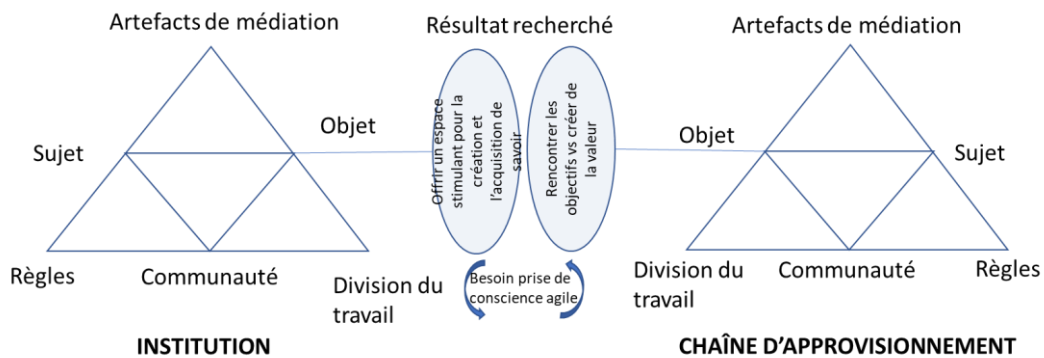 Artefacts de médiation
Sujet
Objet
Règles
Communauté
Division du
travail
INSTITUTION
Résultat recherché
Offrir un espace
stimulant pour la
création et
l'acquisition de
savoir
Rencontrer les
objectifs vs créer de
la valeur
Besoin prise de
conscience agile
Artefacts de médiation
Objet
Sujet
Division du
travail
Communauté
Règles
CHAÎNE D'APPROVISIONNEMENT